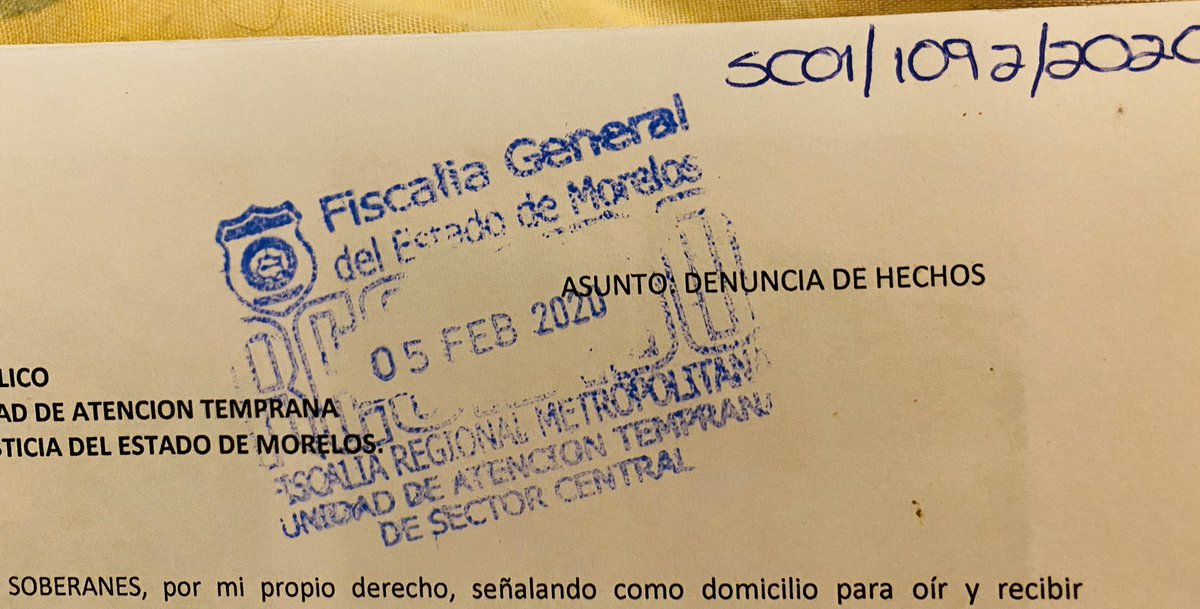 SC01/1092/2020
Fiscalia General
del Estado de Morelos
ASUNTO: DENUNCIA DE HECHOS
05 FEB 2020
LICO
AD DE ATENCION TEMPRANA
STICIA DEL ESTADO DE MORELOS.
FISCALIA REGIONAL METROPOLITANA
UNIDAD DE ATENCION TEMPRANA
DE SECTOR CENTRAL
SOBERANES, por mi propio derecho, señalando como domicilio para oír y recibir